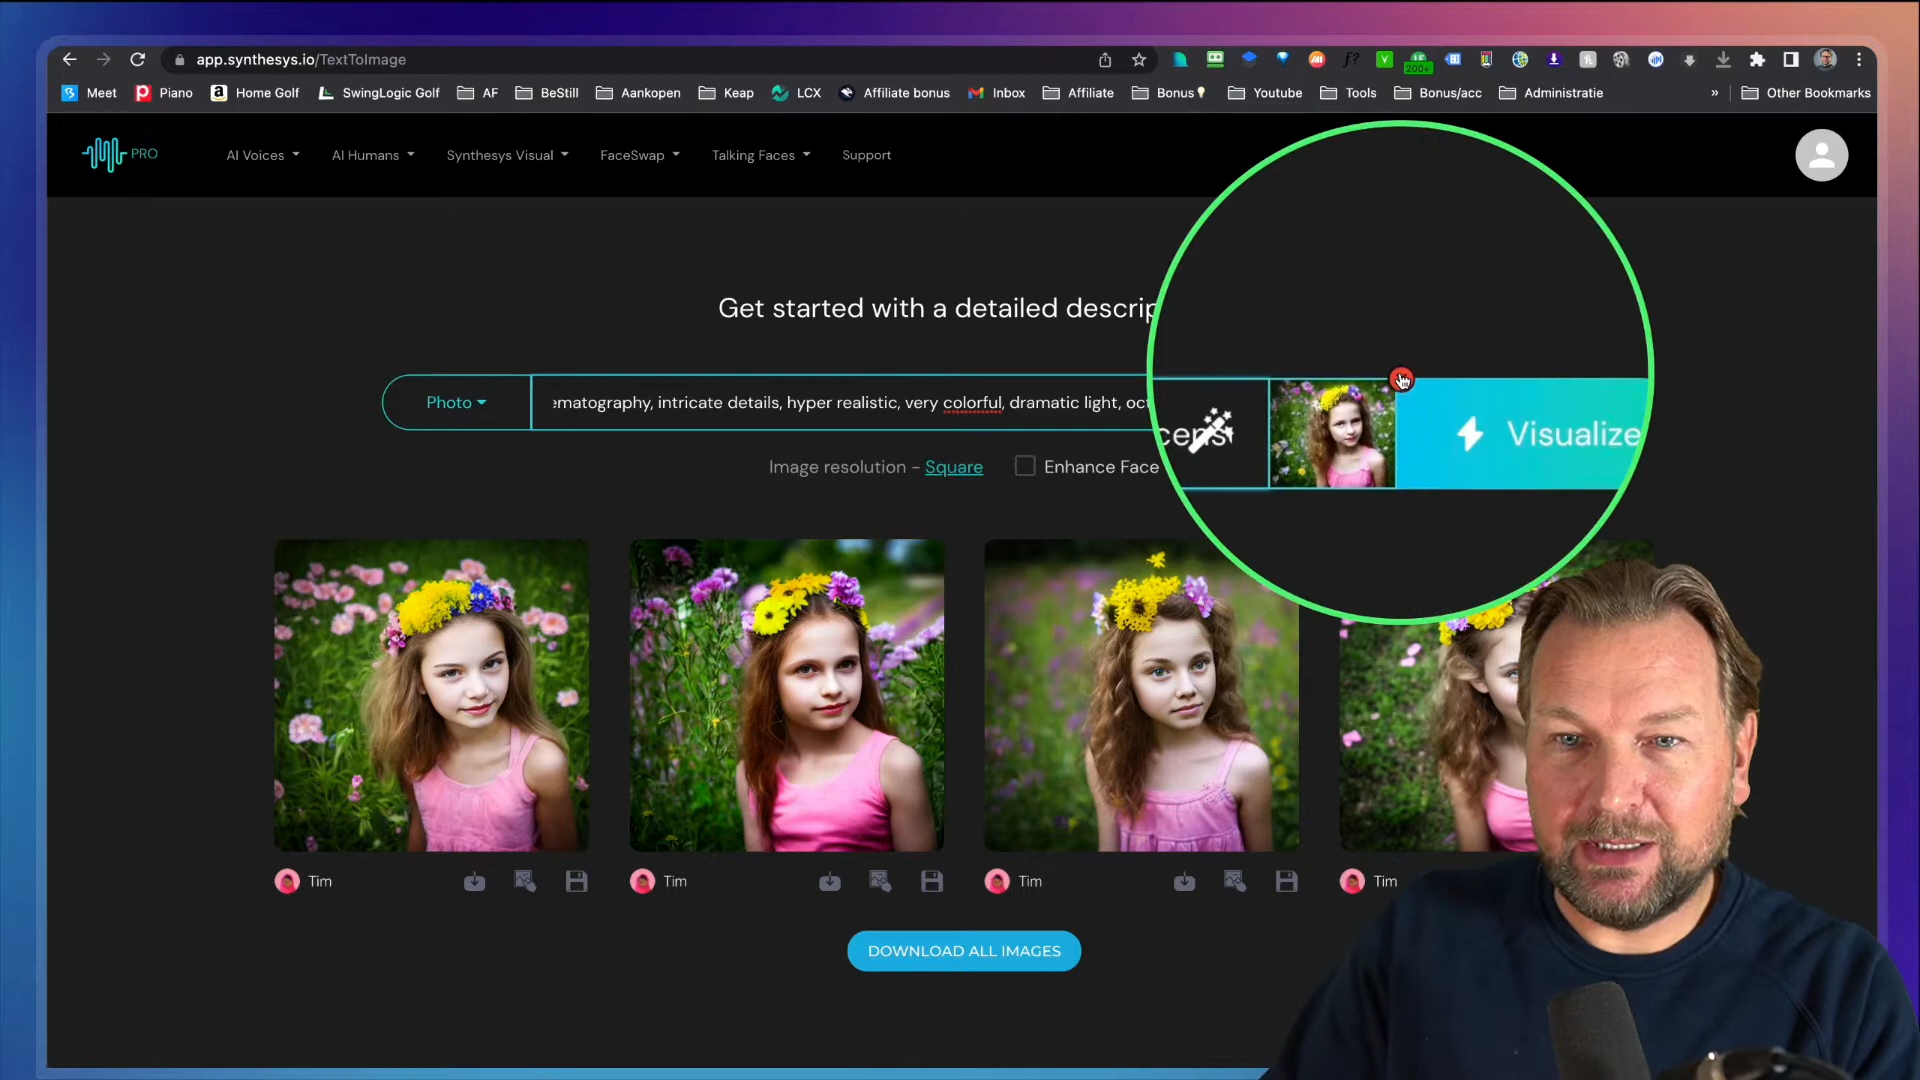 app.synthesys.io/TextToImage
200+
Meet Piano Home Golf SwingLogic Golf AF BeStill Aankopen Keap LCX Affiliate bonus Inbox Affiliate Bonus Youtube Tools Bonus/acc Administratie » Other Bookmarks
PRO AI Voices AI Humans Synthesys Visual FaceSwap Talking Faces Support
Get started with a detailed descrip
Photo ematography, intricate details, hyper realistic, very colorful, dramatic light, oct
cens Visualize
Image resolution - Square Enhance Face
Tim Tim Tim Tim
DOWNLOAD ALL IMAGES